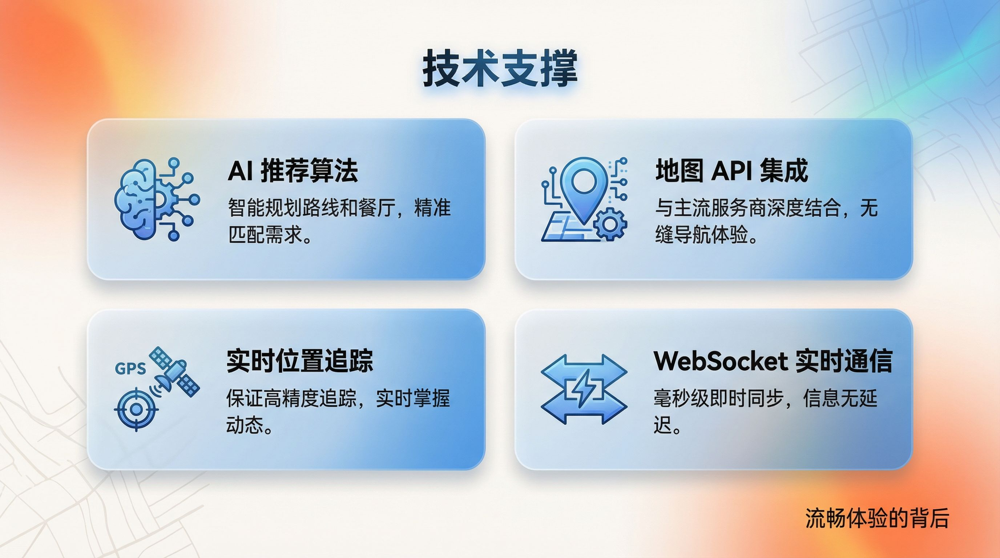 技术支撑
AI 推荐算法
智能规划路线和餐厅，精准
匹配需求。
地图 API 集成
与主流服务商深度结合，无
缝导航体验。
GPS
实时位置追踪
保证高精度追踪，实时掌握
动态。
WebSocket 实时通信
毫秒级即时同步，信息无延
迟。
流畅体验的背后